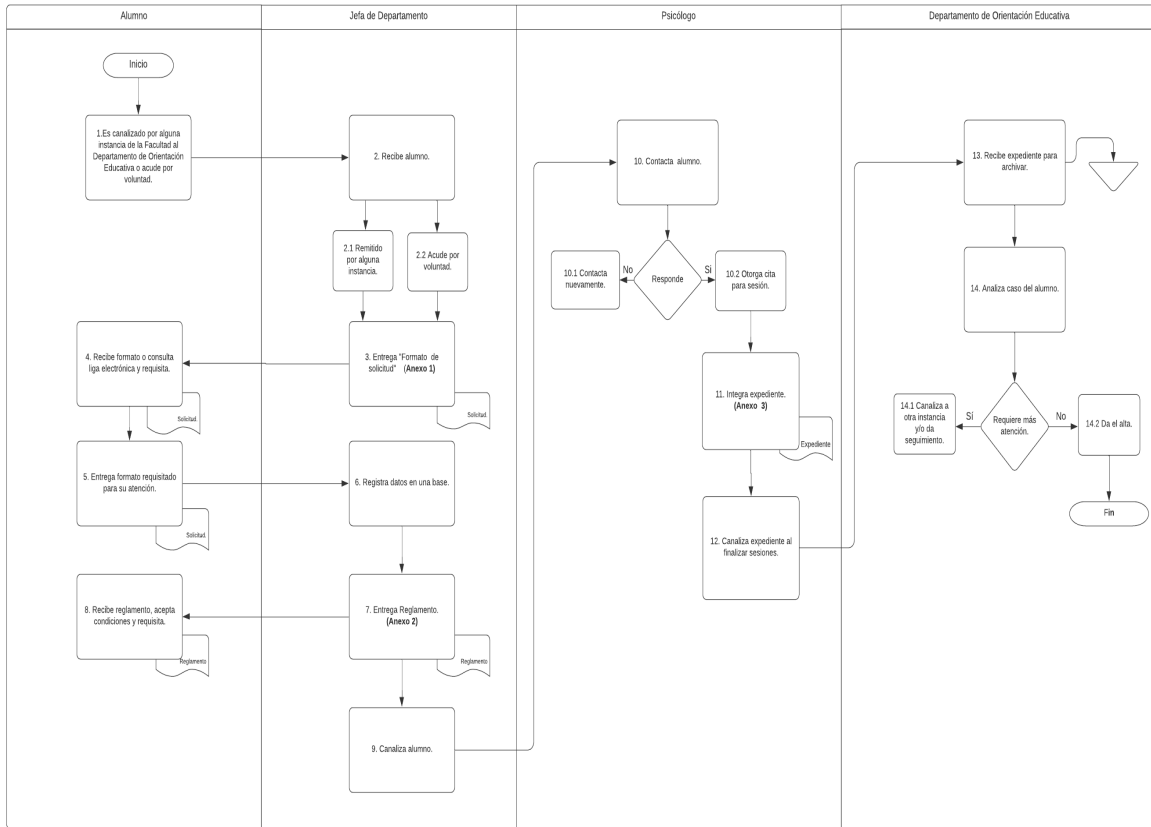 Alumno
Jefa de Departamento
Psicólogo
Departamento de Orientación Educativa
Inicio
1.Es canalizado por alguna
instancia de la Facultad al
Departamento de Orientación
Educativa o acude por
voluntad.
2. Recibe alumno.
2.1 Remitido
por alguna
instancia.
2.2 Acude por
voluntad.
3. Entrega "Formato de
solicitud" (Anexo 1)
Solicitud.
4. Recibe formato o consulta
liga electrónica y requisita.
Solicitud.
5. Entrega formato requisitado
para su atención.
Solicitud.
6. Registra datos en una base.
7. Entrega Reglamento.
(Anexo 2)
Reglamento
8. Recibe reglamento, acepta
condiciones y requisita.
Reglamento
9. Canaliza alumno.
10. Contacta alumno.
Responde
No
Si
10.1 Contacta
nuevamente.
10.2 Otorga cita
para sesión.
11. Integra expediente.
(Anexo 3)
Expediente
12. Canaliza expediente al
finalizar sesiones.
13. Recibe expediente para
archivar.
14. Analiza caso del alumno.
Requiere más
atención.
Sí
No
14.1 Canaliza a
otra instancia
y/o da
seguimiento.
14.2 Da el alta.
Fin